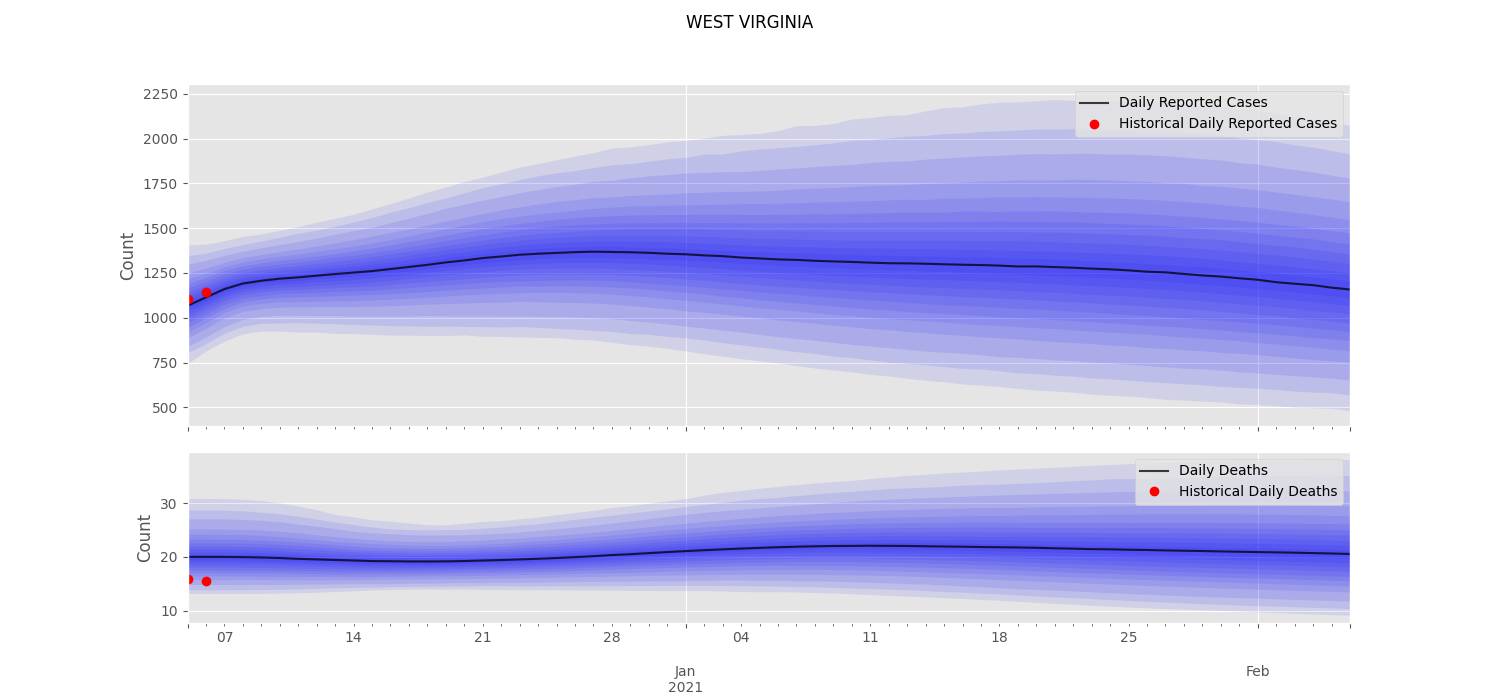 WEST VIRGINIA
2250
2000
1750
1500
1250
1000
750
500
Count
Daily Reported Cases
Historical Daily Reported Cases
30
20
10
Count
Daily Deaths
Historical Daily Deaths
07 14 21 28 04 11 18 25
Jan Feb
2021